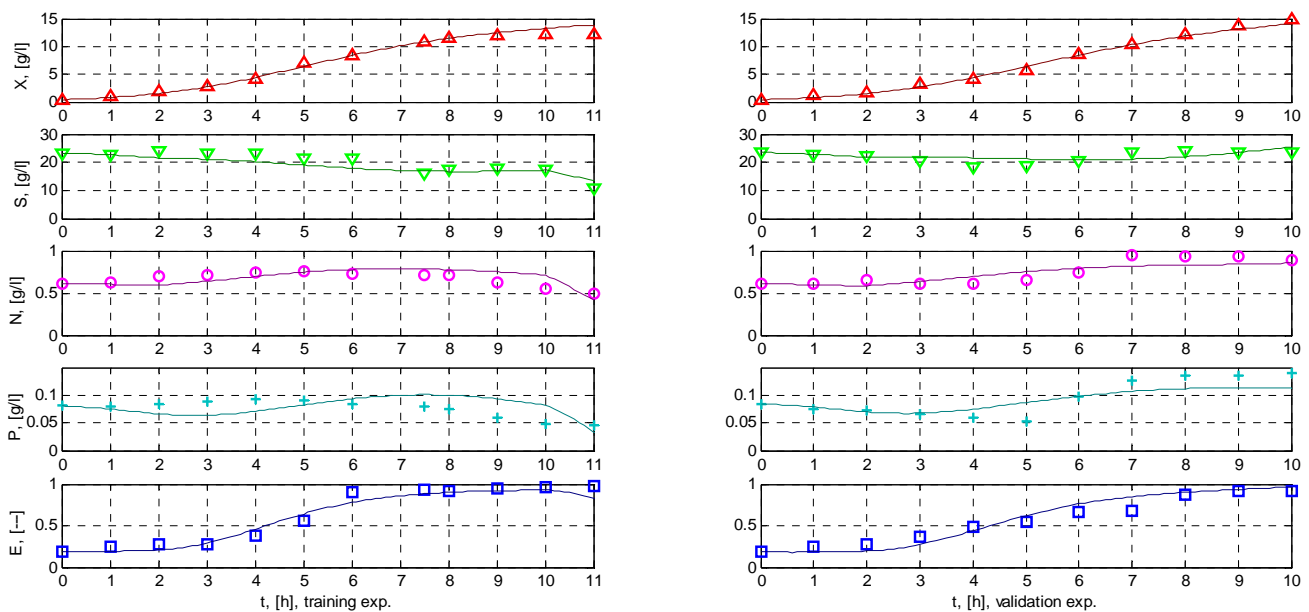 15
10
5
0
X, [g/l]
0 1 2 3 4 5 6 7 8 9 10 11
30
20
10
0
S, [g/l]
0 1 2 3 4 5 6 7 8 9 10 11
1
0.5
0
N, [g/l]
0 1 2 3 4 5 6 7 8 9 10 11
0.1
0.05
0
P, [g/l]
0 1 2 3 4 5 6 7 8 9 10 11
1
0.5
0
E, [--]
0 1 2 3 4 5 6 7 8 9 10 11
t, [h], training exp.
15
10
5
0
X, [g/l]
0 1 2 3 4 5 6 7 8 9 10
30
20
10
0
S, [g/l]
0 1 2 3 4 5 6 7 8 9 10
1
0.5
0
N, [g/l]
0 1 2 3 4 5 6 7 8 9 10
0.1
0.05
0
P, [g/l]
0 1 2 3 4 5 6 7 8 9 10
1
0.5
0
E, [--]
0 1 2 3 4 5 6 7 8 9 10
t, [h], validation exp.